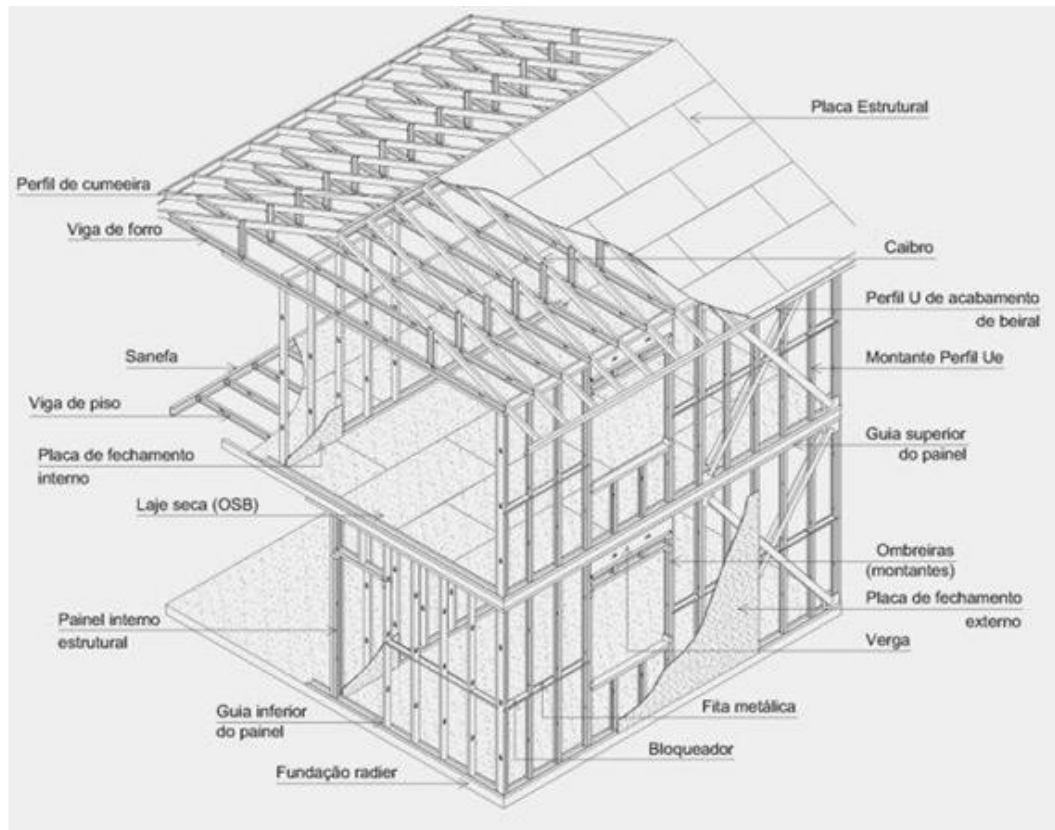 Placa Estrutural
Perfil de cumeeira
Viga de forro
Caibro
Perfil U de acabamento
de beiral
Sanefa
Montante Perfil Ue
Viga de piso
Guia superior
do painel
Placa de fechamento
interno
Laje seca (OSB)
Ombreiras
(montantes)
Placa de fechamento
externo
Painel interno
estrutural
Verga
Guia inferior
do painel
Fita metálica
Bloqueador
Fundação radier